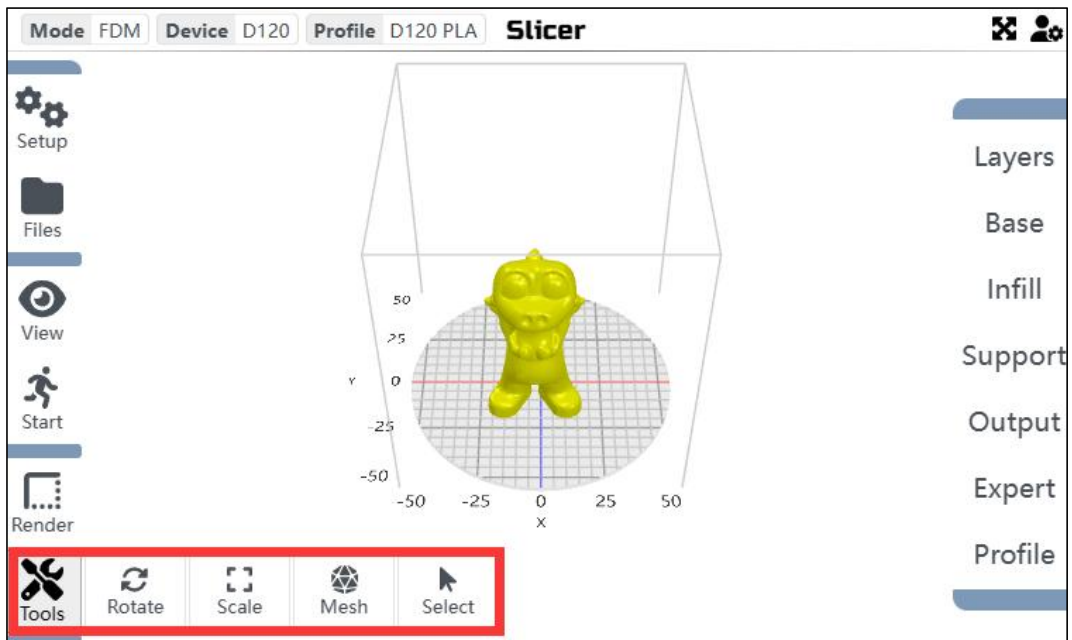 Mode FDM Device D120 Profile D120 PLA Slicer
Setup
Files
View
Start
Render
Tools Rotate Scale Mesh Select
50
25
Y 0
-25
-50
-50 -25 0 25 50
X
Layers
Base
Infill
Support
Output
Expert
Profile